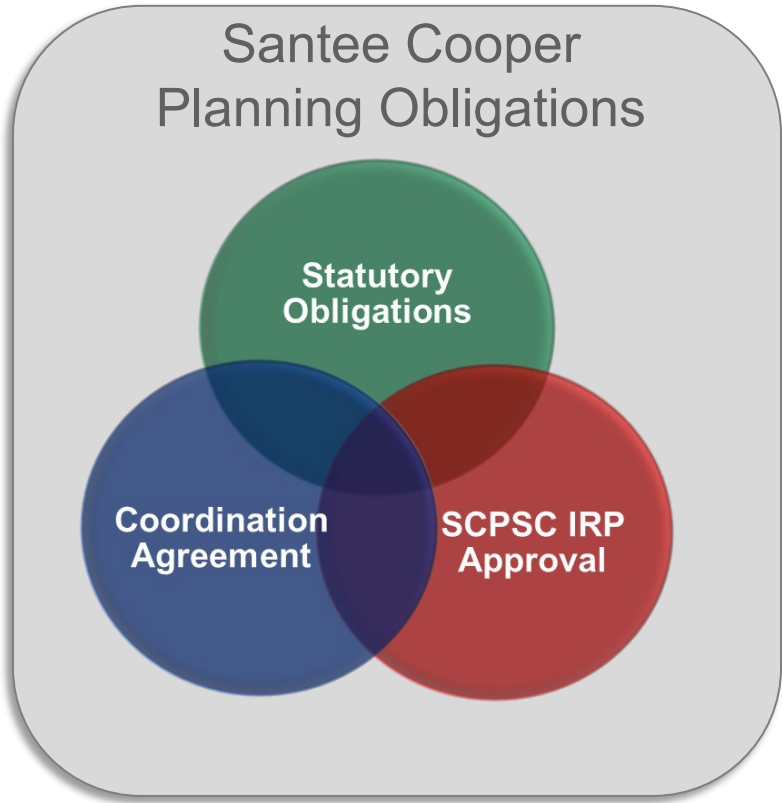 Santee Cooper
Planning Obligations
Statutory
Obligations
Coordination
Agreement
SCPSC IRP
Approval